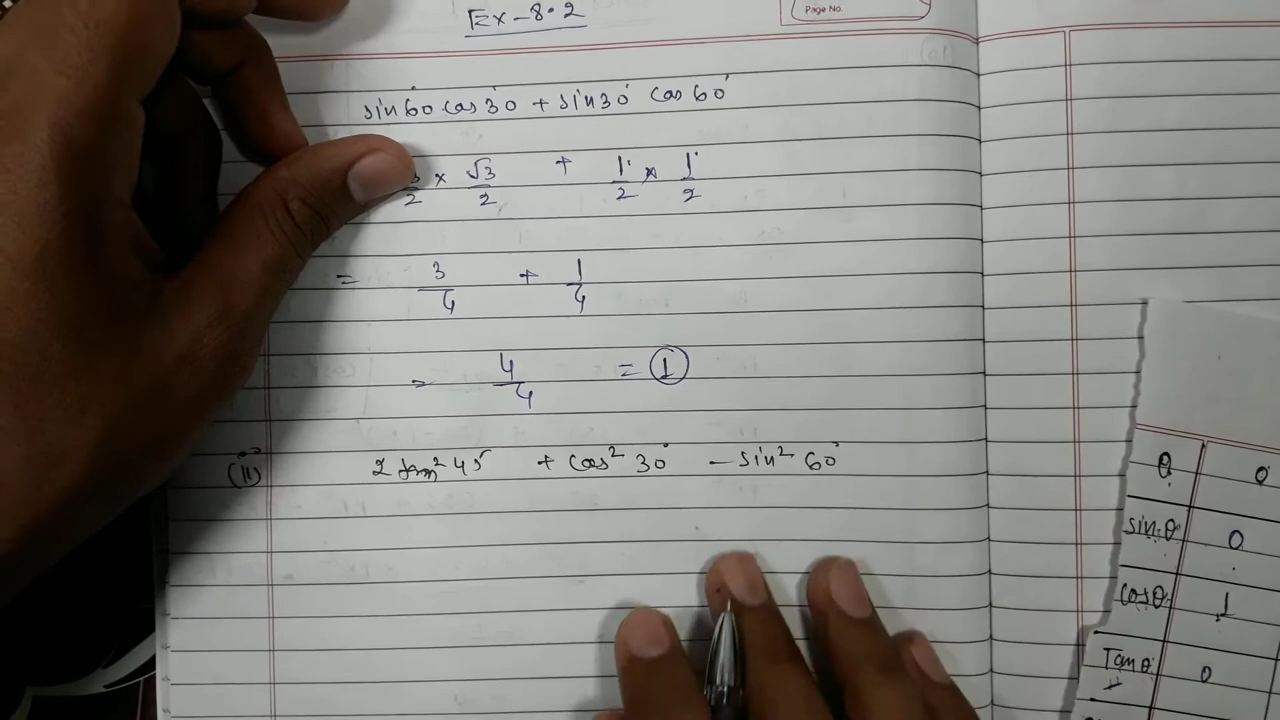 Ex-8.2
Page No.
sin60° cos30° + sin30° cos60°
/2 × √3/2 + 1/2 × 1/2
= 3/4 + 1/4
= 4/4 = 1
(ii) 2 tan² 45° + cos² 30° - sin² 60°
θ 0
sinθ 0
cosθ 1
Tanθ 0